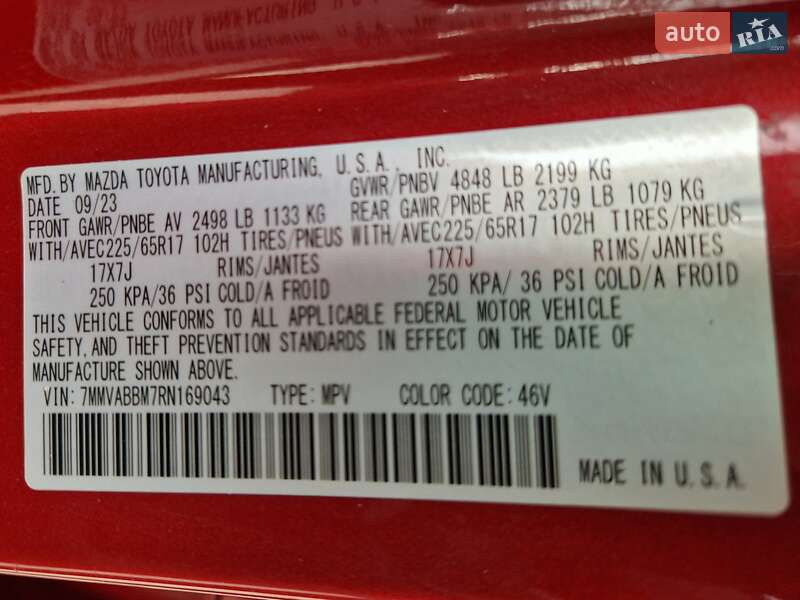 auto RIA .com
MFD. BY MAZDA TOYOTA MANUFACTURING, U.S.A., INC.
DATE 09/23 GVWR/PNBV 4848 LB 2199 KG
FRONT GAWR/PNBE AV 2498 LB 1133 KG REAR GAWR/PNBE AR 2379 LB 1079 KG
WITH/AVEC225/65R17 102H TIRES/PNEUS WITH/AVEC225/65R17 102H TIRES/PNEUS
17X7J RIMS/JANTES 17X7J RIMS/JANTES
250 KPA/36 PSI COLD/A FROID 250 KPA/ 36 PSI COLD/A FROID
THIS VEHICLE CONFORMS TO ALL APPLICABLE FEDERAL MOTOR VEHICLE
SAFETY, AND THEFT PREVENTION STANDARDS IN EFFECT ON THE DATE OF
MANUFACTURE SHOWN ABOVE.
VIN: 7MMVABBM7RN169043 TYPE: MPV COLOR CODE: 46V
MADE IN U.S.A.